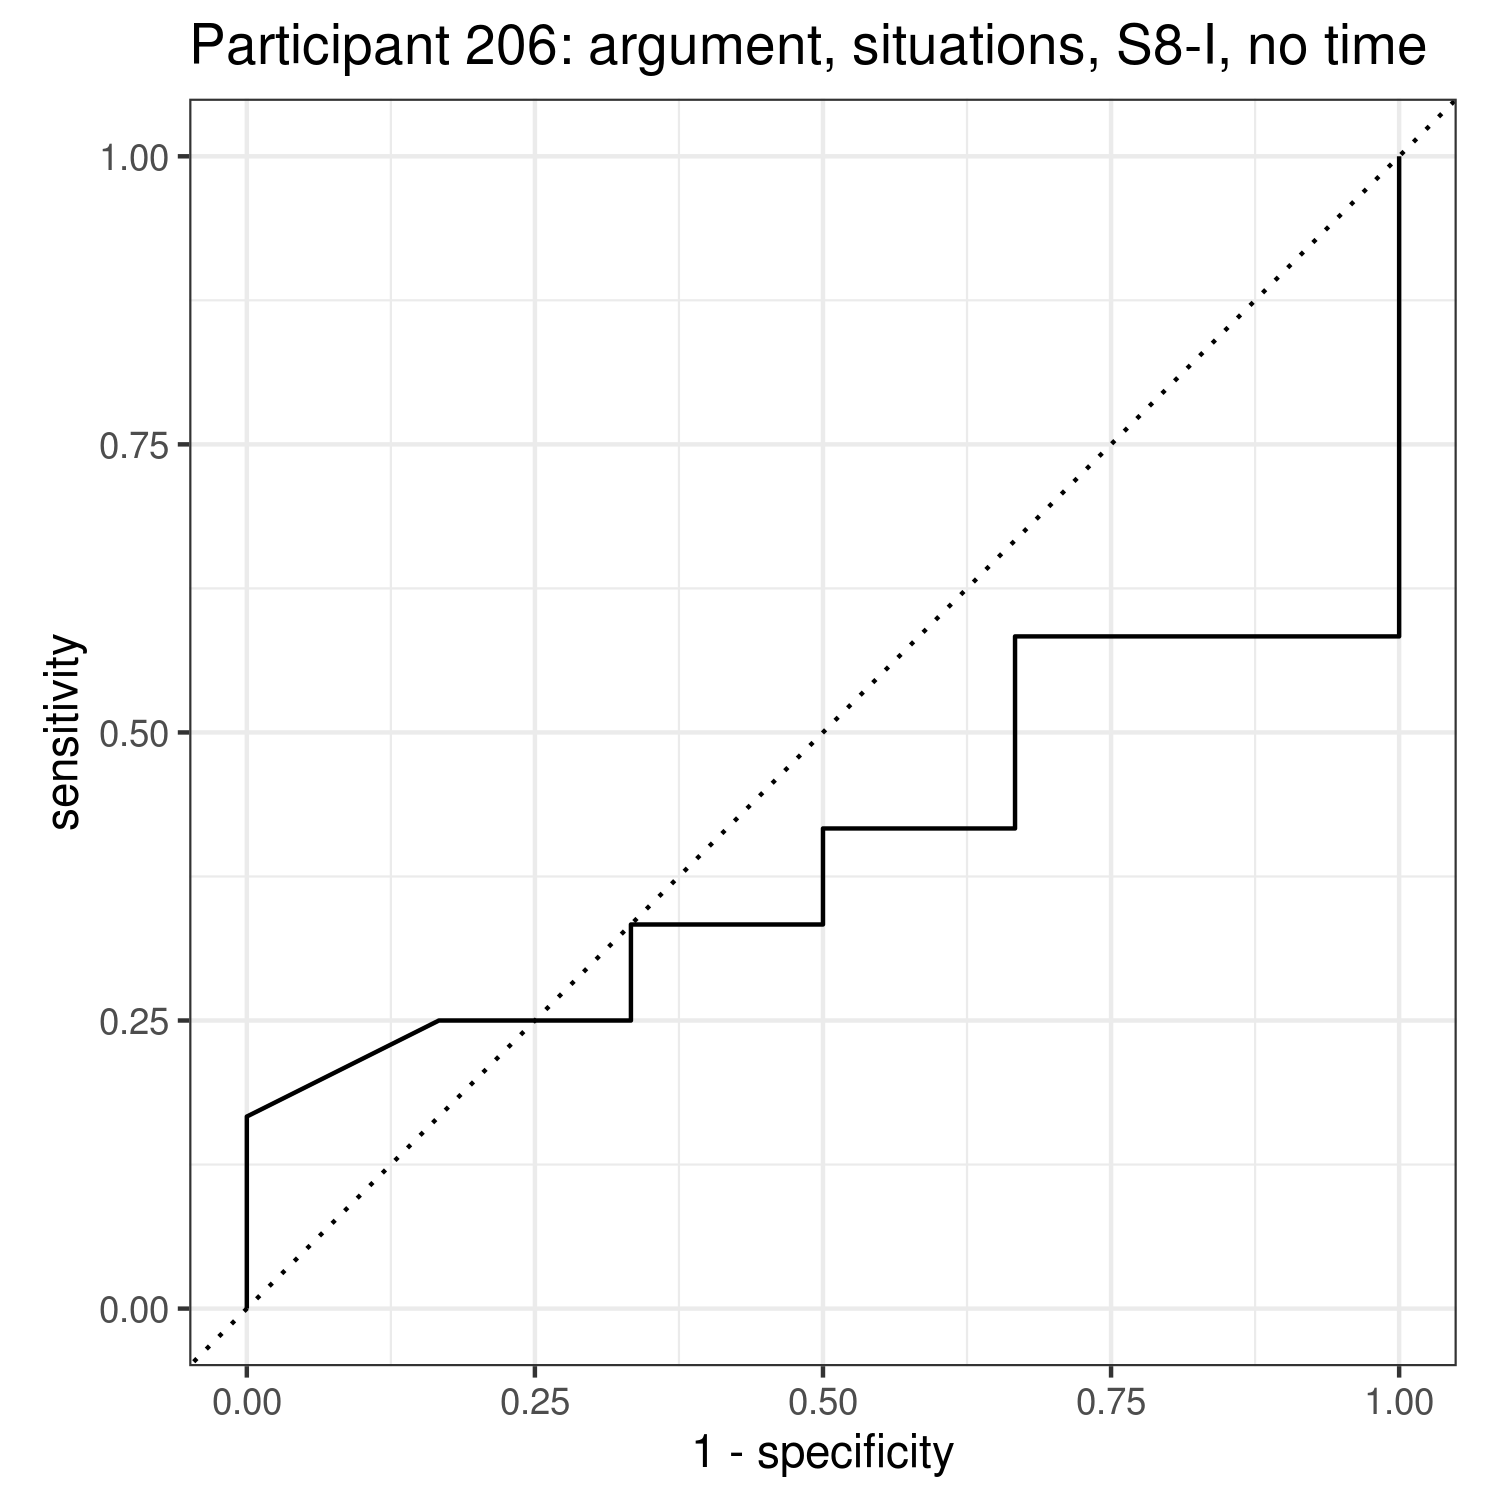 Participant 206: argument, situations, S8-I, no time
1.00
0.75
0.50
0.25
0.00
sensitivity
0.00 0.25 0.50 0.75 1.00
1 - specificity